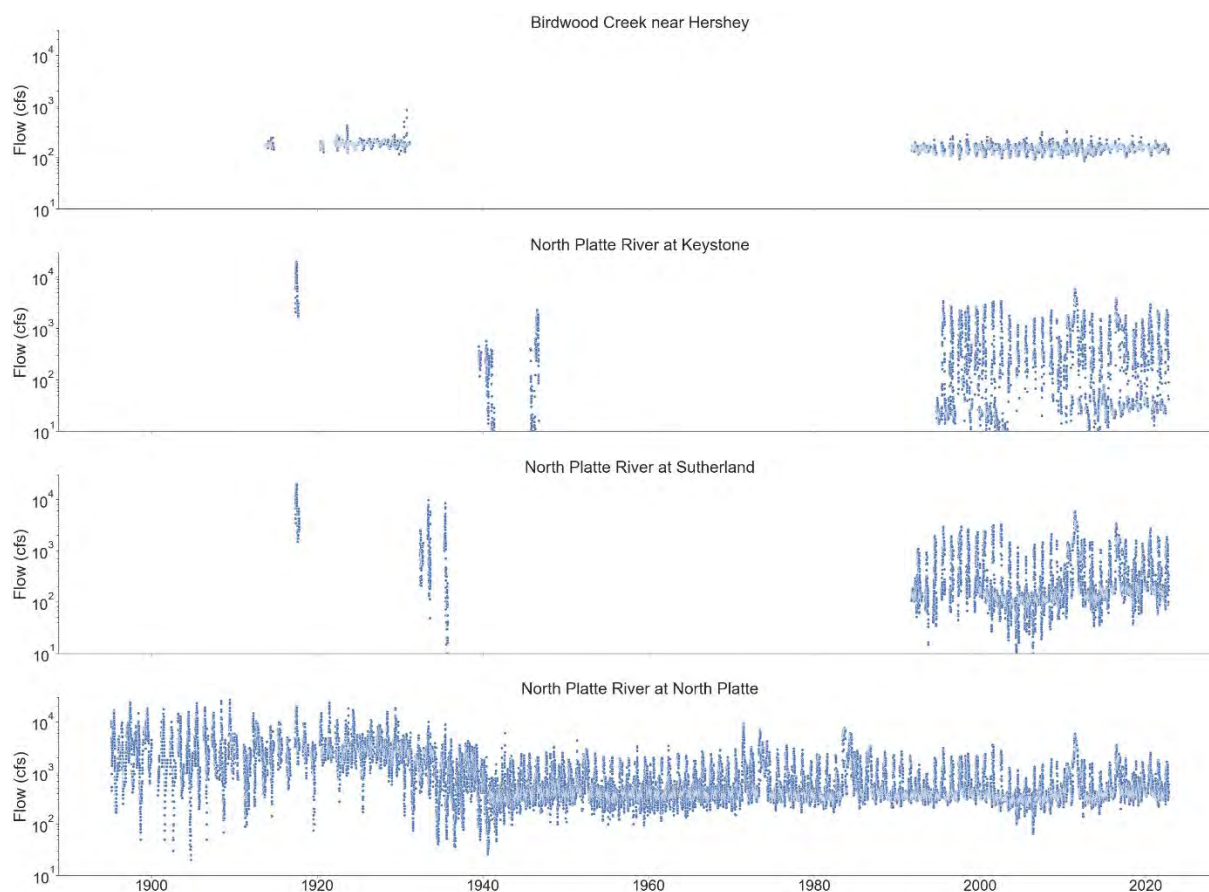 Birdwood Creek near Hershey
Flow (cfs)
10^4
10^3
10^2
10^1
North Platte River at Keystone
Flow (cfs)
10^4
10^3
10^2
10^1
North Platte River at Sutherland
Flow (cfs)
10^4
10^3
10^2
10^1
North Platte River at North Platte
Flow (cfs)
10^4
10^3
10^2
10^1
1900 1920 1940 1960 1980 2000 2020